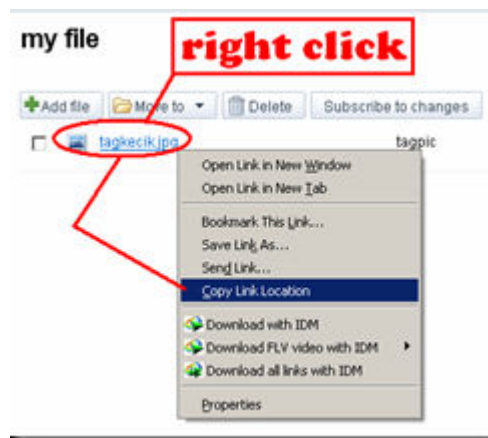 my file
right click
Add file Move to Delete Subscribe to changes
tagkecik.jpg tagpic
Open Link in New Window
Open Link in New Tab
Bookmark This Link...
Save Link As...
Send Link...
Copy Link Location
Download with IDM
Download FLV video with IDM
Download all links with IDM
Properties